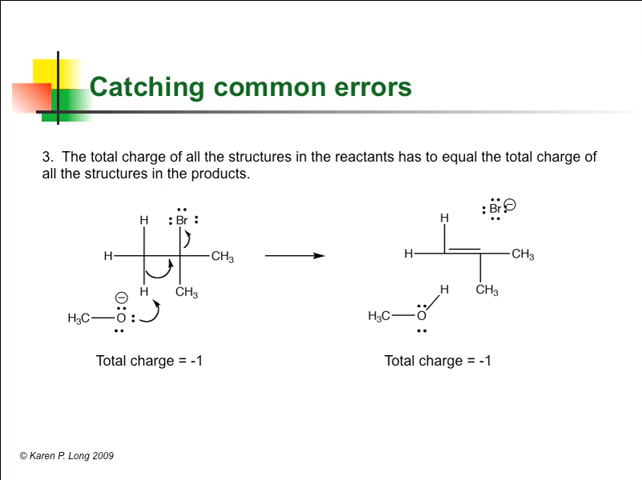 Catching common errors
3. The total charge of all the structures in the reactants has to equal the total charge of
all the structures in the products.
H :Br:
H CH₃
H CH₃
H₃C O:
Total charge = -1
:Br:
H
H CH₃
H CH₃
H₃C O
Total charge = -1
© Karen P. Long 2009